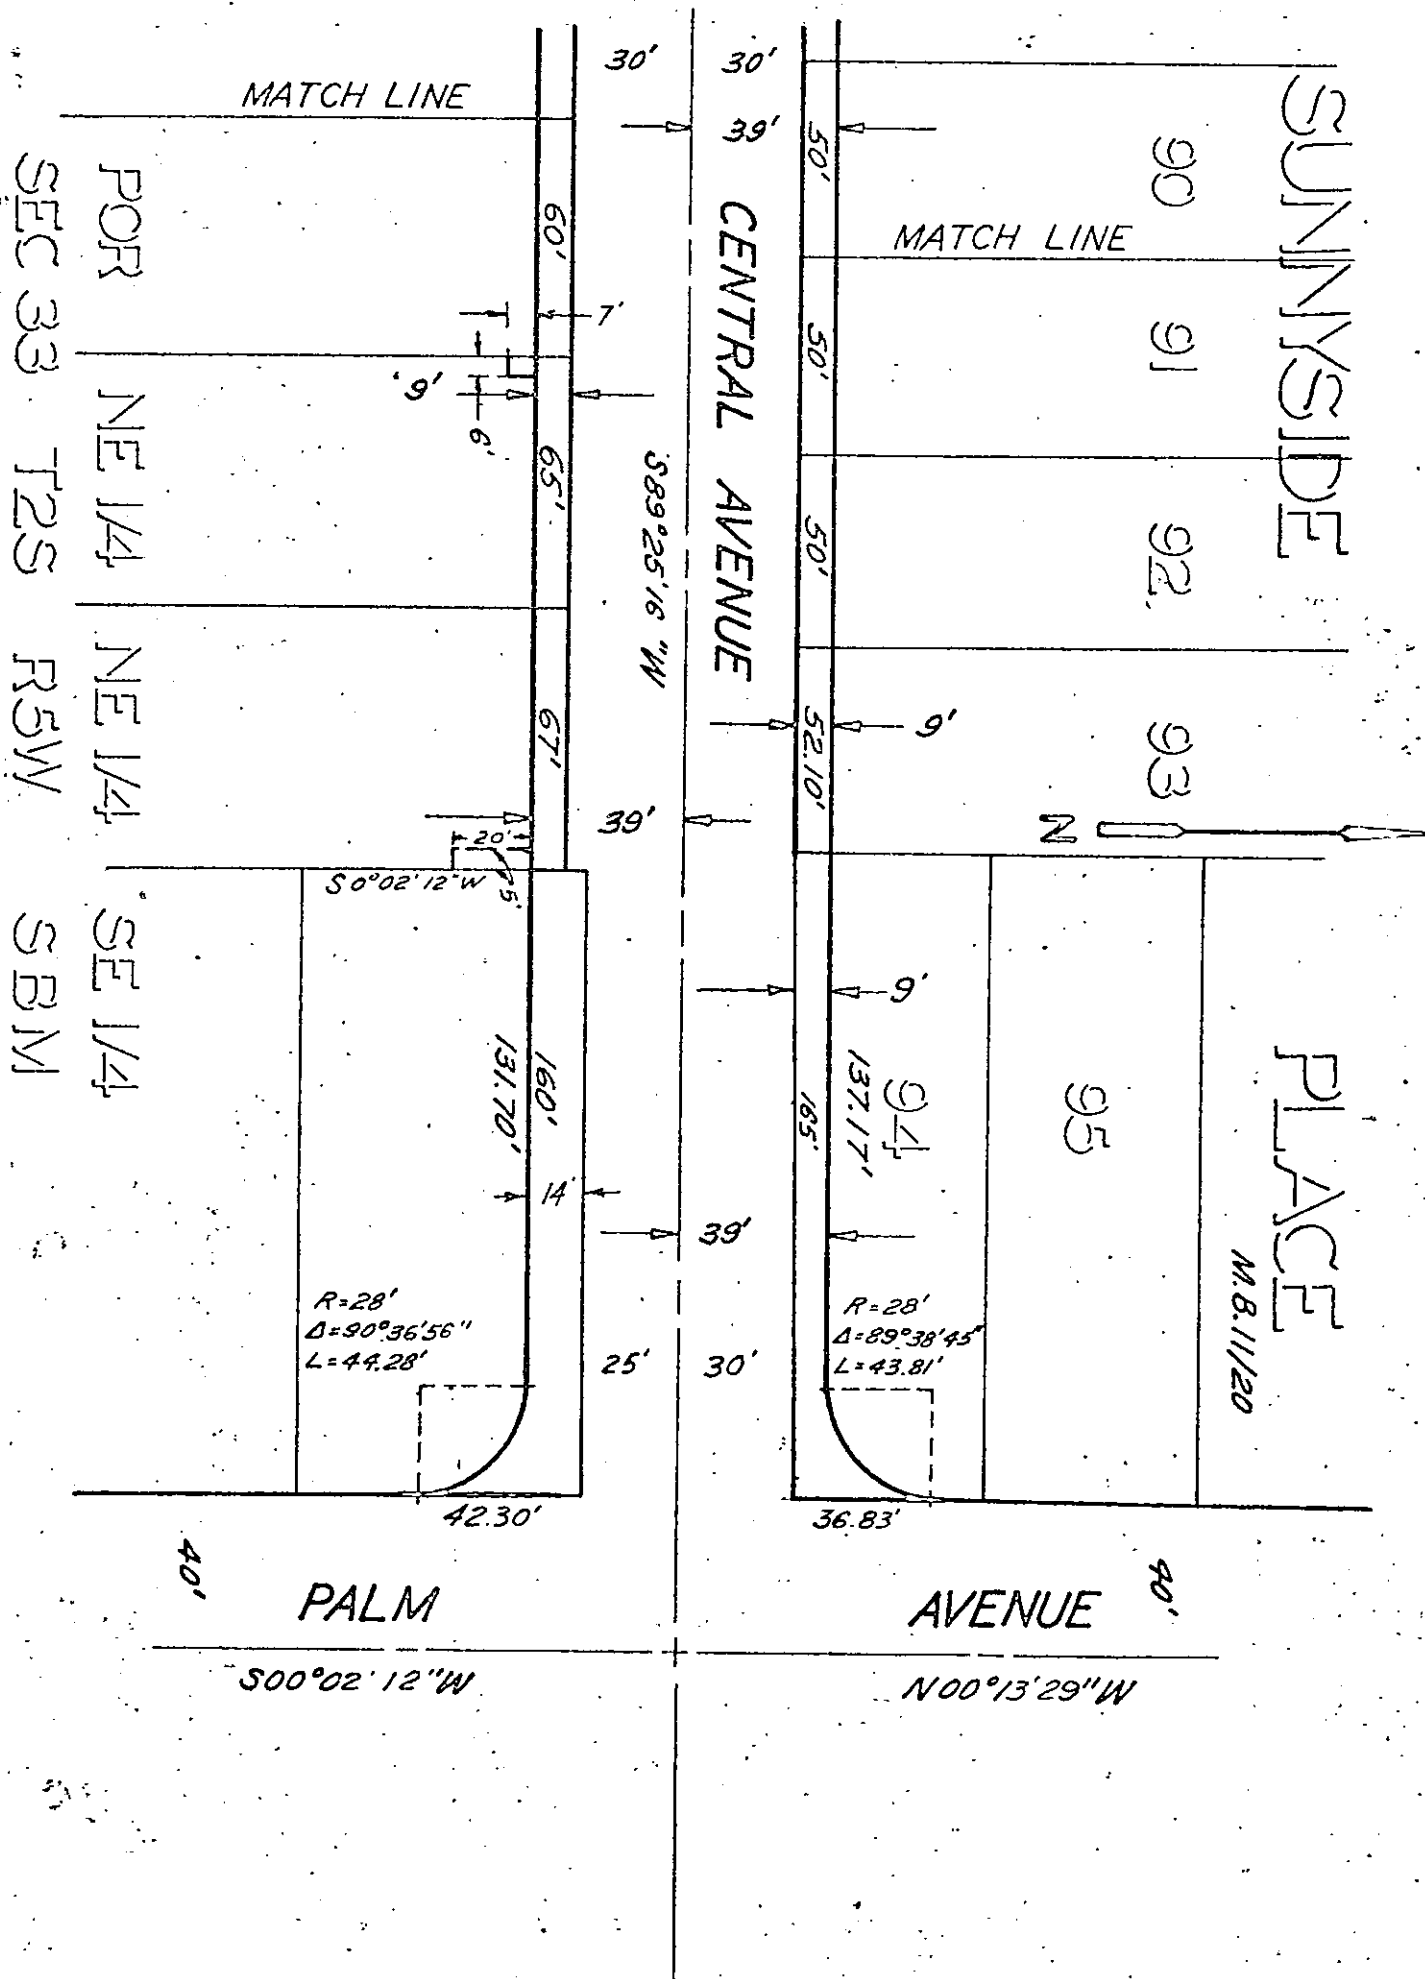 SUNNYSIDE PLACE
M.B. 11/20
90
91
92
93
94
95
MATCH LINE
MATCH LINE
30'
30'
39'
CENTRAL AVENUE
S89°25'16"W
50'
50'
50'
52.10'
9'
9'
165'
137.17'
N
60'
65'
67'
7'
9'
6'
39'
20'
5'
S0°02'12"W
160'
131.70'
14'
39'
25'
30'
R=28'
Δ=90°36'56"
L=44.28'
R=28'
Δ=89°38'45"
L=43.81'
42.30'
36.83'
40'
40'
PALM AVENUE
S00°02'12"W
N00°13'29"W
POR NE 1/4 NE 1/4 SE 1/4
SEC 33 T2S R5W SBM